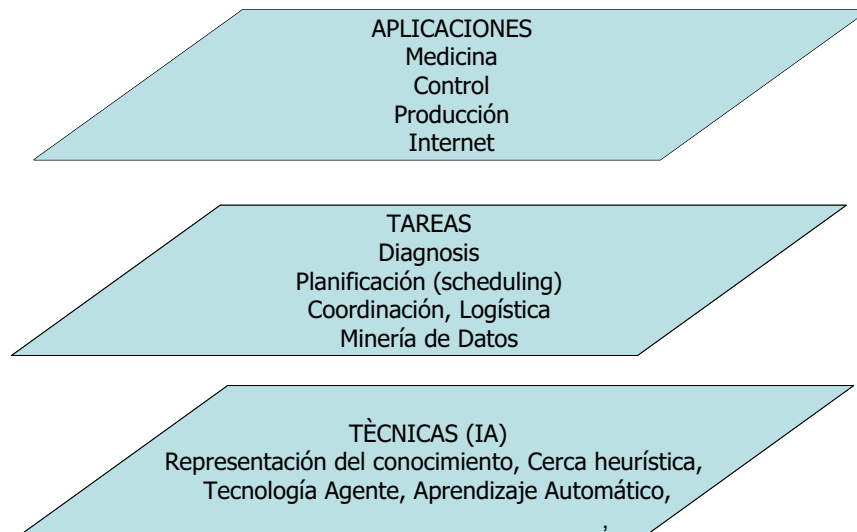 APLICACIONES
Medicina
Control
Producción
Internet
TAREAS
Diagnosis
Planificación (scheduling)
Coordinación, Logística
Minería de Datos
TÈCNICAS (IA)
Representación del conocimiento, Cerca heurística,
Tecnología Agente, Aprendizaje Automático,
,